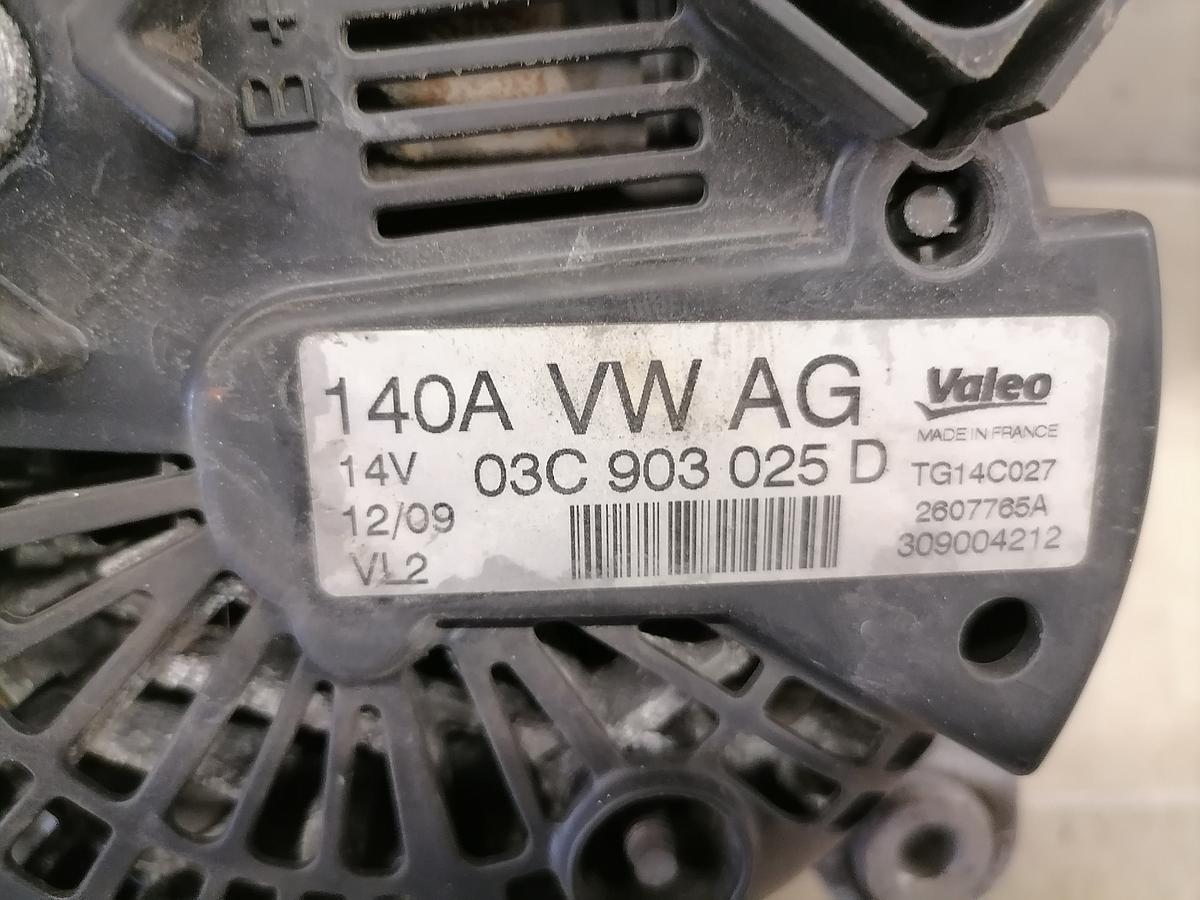 B+
140A VW AG
14V 03C 903 025 D
12/09
VL2
Valeo
MADE IN FRANCE
TG14C027
2607765A
309004212